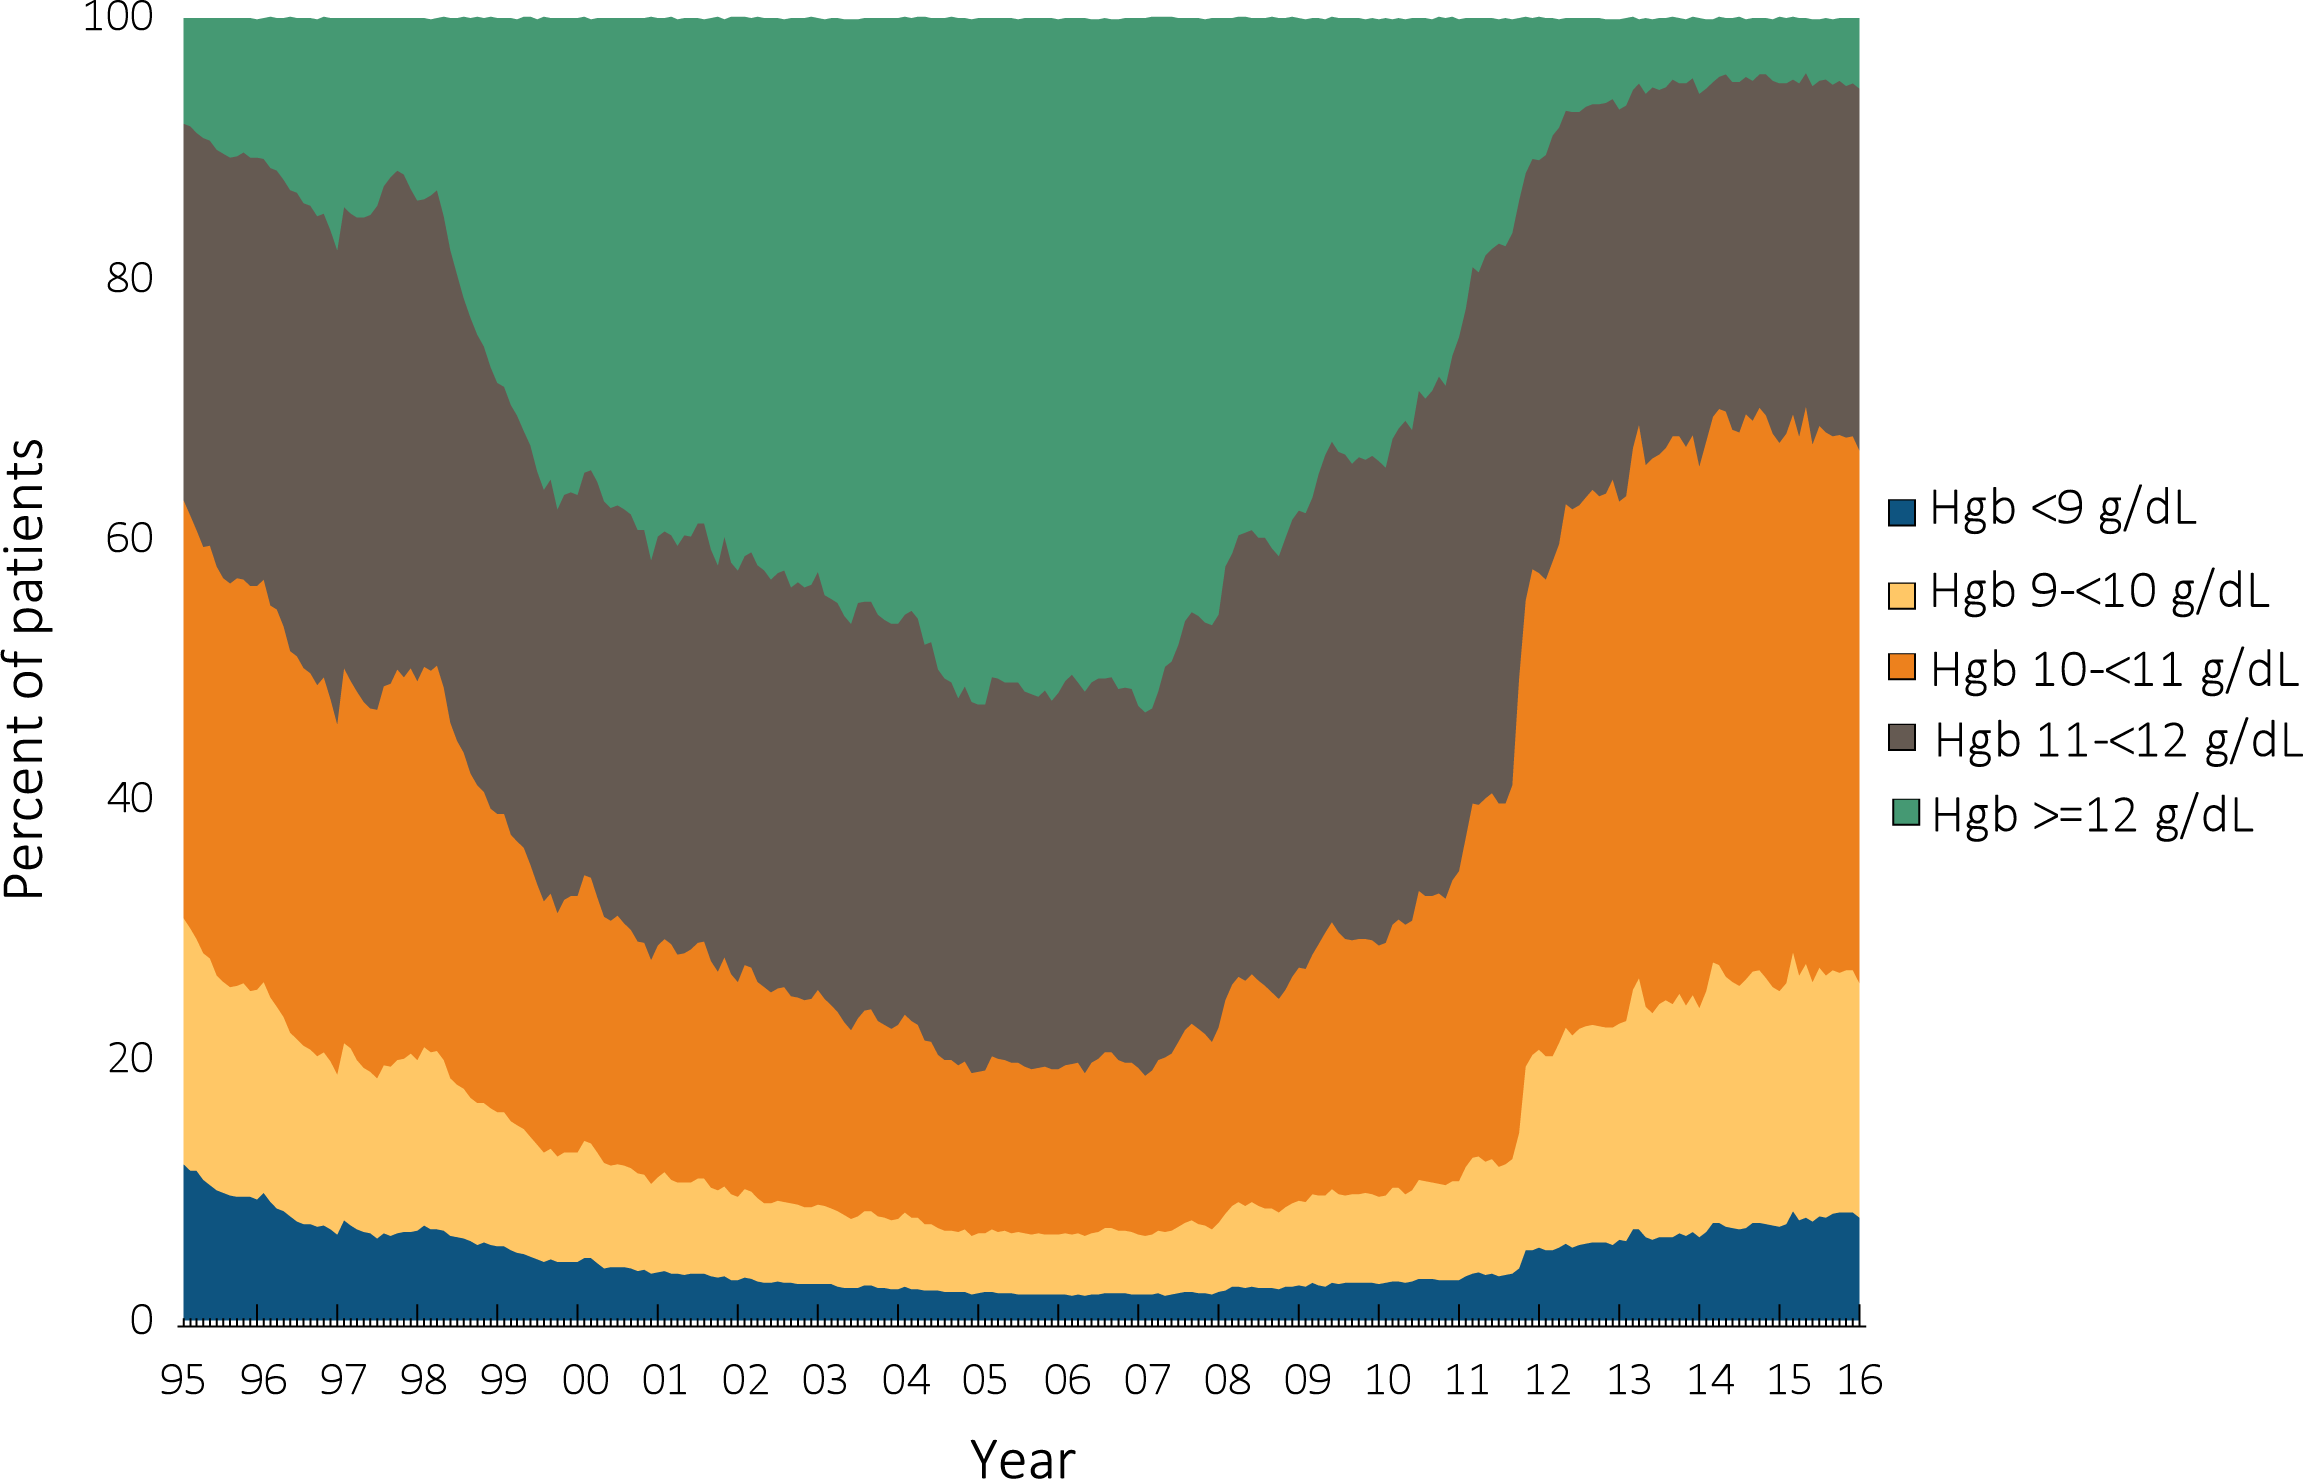 100
80
60
40
20
0
Percent of patients
95 96 97 98 99 00 01 02 03 04 05 06 07 08 09 10 11 12 13 14 15 16
Year
Hgb <9 g/dL
Hgb 9-<10 g/dL
Hgb 10-<11 g/dL
Hgb 11-<12 g/dL
Hgb >=12 g/dL